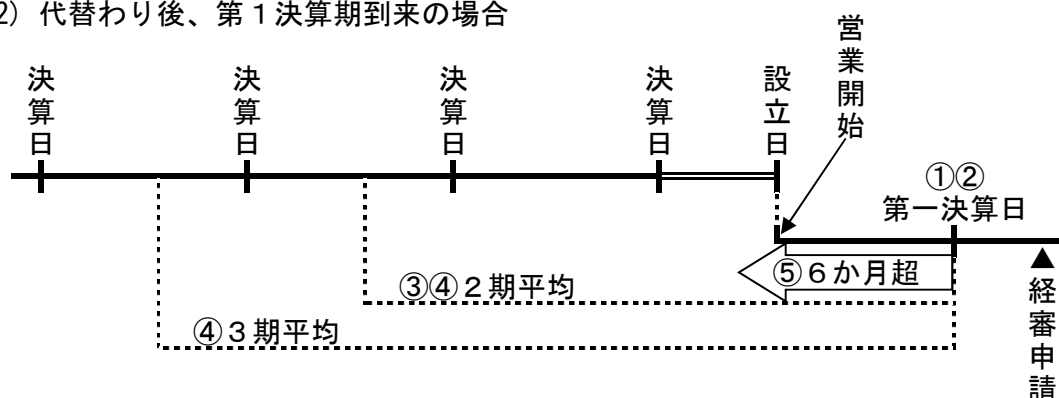 2) 代替わり後、第１決算期到来の場合
決算日
決算日
決算日
決算日
設立日
営業開始
①②
第一決算日
⑤６か月超
③④２期平均
④３期平均
▲
経審申請